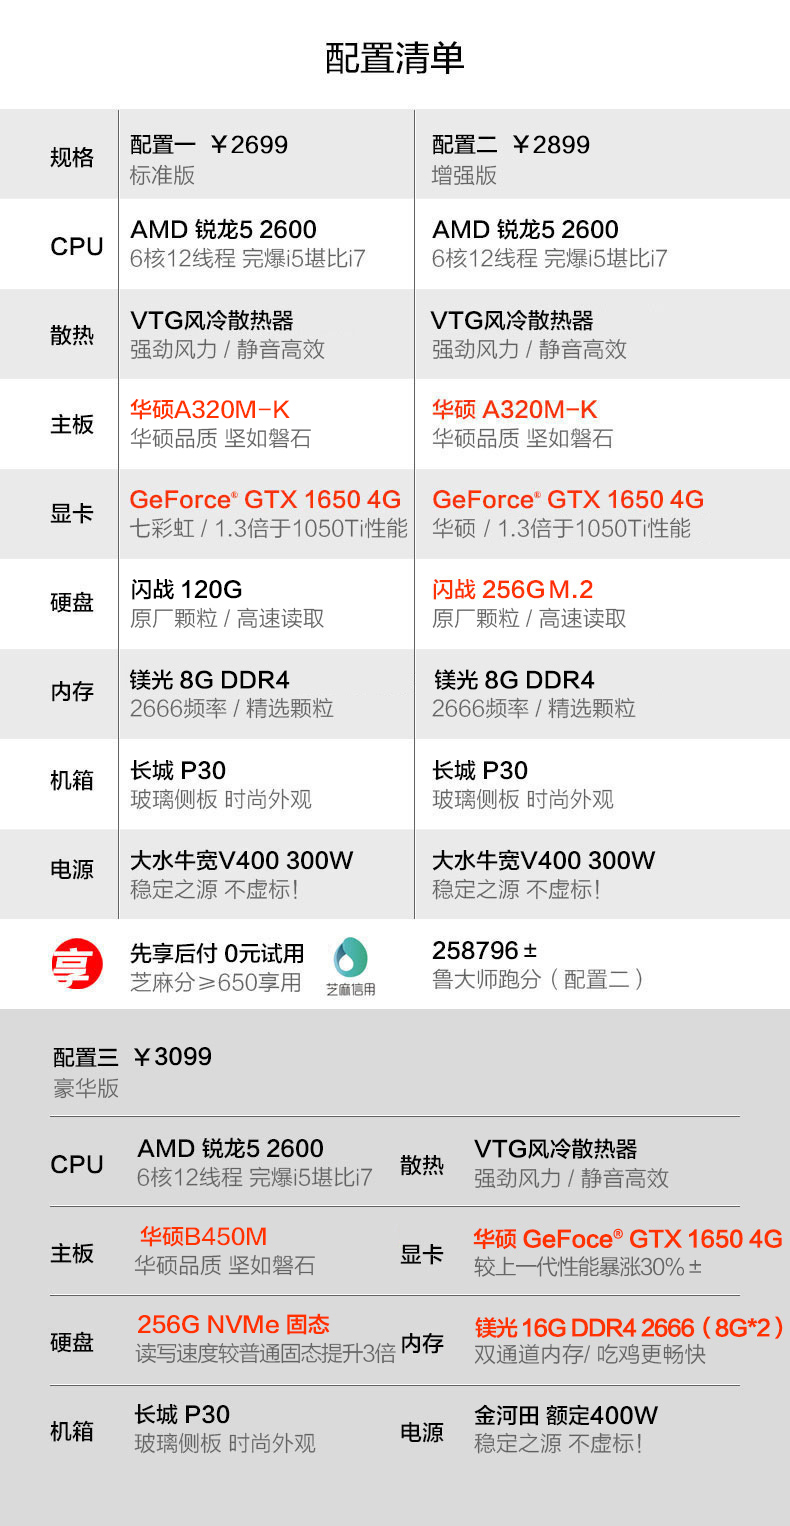 配置清单
规格
配置一 ￥2699
标准版
配置二 ￥2899
增强版
CPU
AMD 锐龙5 2600
6核12线程 完爆i5堪比i7
AMD 锐龙5 2600
6核12线程 完爆i5堪比i7
散热
VTG风冷散热器
强劲风力 / 静音高效
VTG风冷散热器
强劲风力 / 静音高效
主板
华硕A320M-K
华硕品质 坚如磐石
华硕 A320M-K
华硕品质 坚如磐石
显卡
GeForce® GTX 1650 4G
七彩虹 / 1.3倍于1050Ti性能
GeForce® GTX 1650 4G
华硕 / 1.3倍于1050Ti性能
硬盘
闪战 120G
原厂颗粒 / 高速读取
闪战 256G M.2
原厂颗粒 / 高速读取
内存
镁光 8G DDR4
2666频率 / 精选颗粒
镁光 8G DDR4
2666频率 / 精选颗粒
机箱
长城 P30
玻璃侧板 时尚外观
长城 P30
玻璃侧板 时尚外观
电源
大水牛宽V400 300W
稳定之源 不虚标！
大水牛宽V400 300W
稳定之源 不虚标！
享
先享后付 0元试用
芝麻分≥650享用
芝麻信用
258796±
鲁大师跑分（配置二）
配置三 ￥3099
豪华版
CPU
AMD 锐龙5 2600
6核12线程 完爆i5堪比i7
散热
VTG风冷散热器
强劲风力 / 静音高效
主板
华硕B450M
华硕品质 坚如磐石
显卡
华硕 GeFoce® GTX 1650 4G
较上一代性能暴涨30%±
硬盘
256G NVMe 固态
读写速度较普通固态提升3倍
内存
镁光 16G DDR4 2666（8G*2）
双通道内存/ 吃鸡更畅快
机箱
长城 P30
玻璃侧板 时尚外观
电源
金河田 额定400W
稳定之源 不虚标！